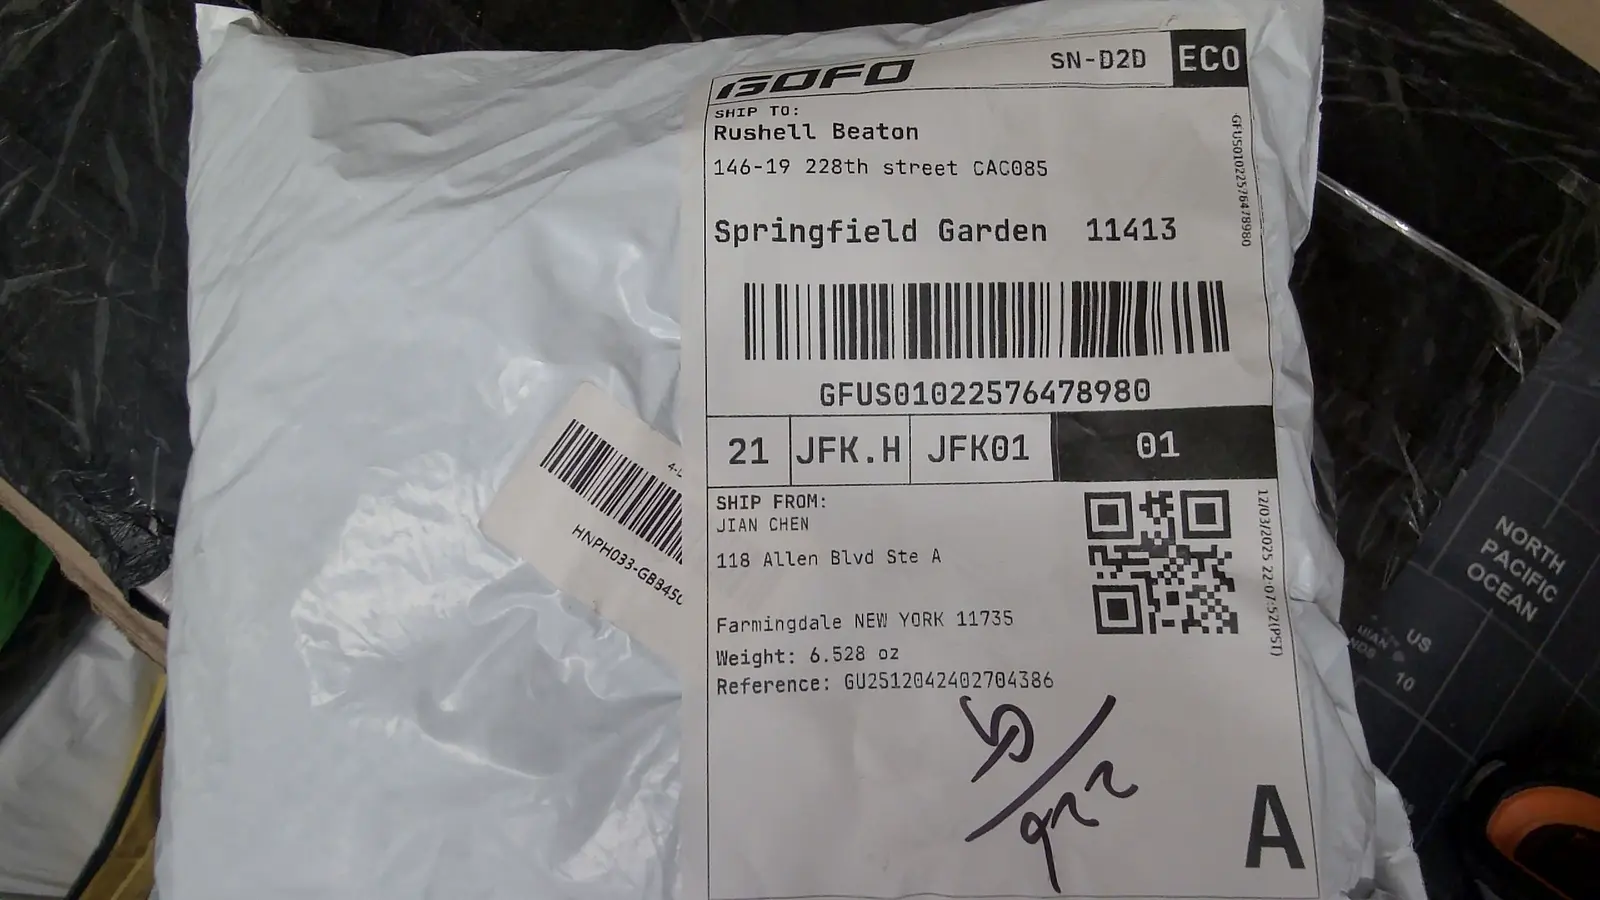 GOFO SN-D2D ECO
SHIP TO:
Rushell Beaton
146-19 228th street CAC085
Springfield Garden 11413
GFUS01022576478980
GFUS01022576478980
21 JFK.H JFK01 01
SHIP FROM:
JIAN CHEN
118 Allen Blvd Ste A
Farmingdale NEW YORK 11735
Weight: 6.528 oz
Reference: GU2512042402704386
12/03/2025 22:07:52(PST)
A
HNPH033-GBB45
NORTH
PACIFIC
OCEAN
US
10